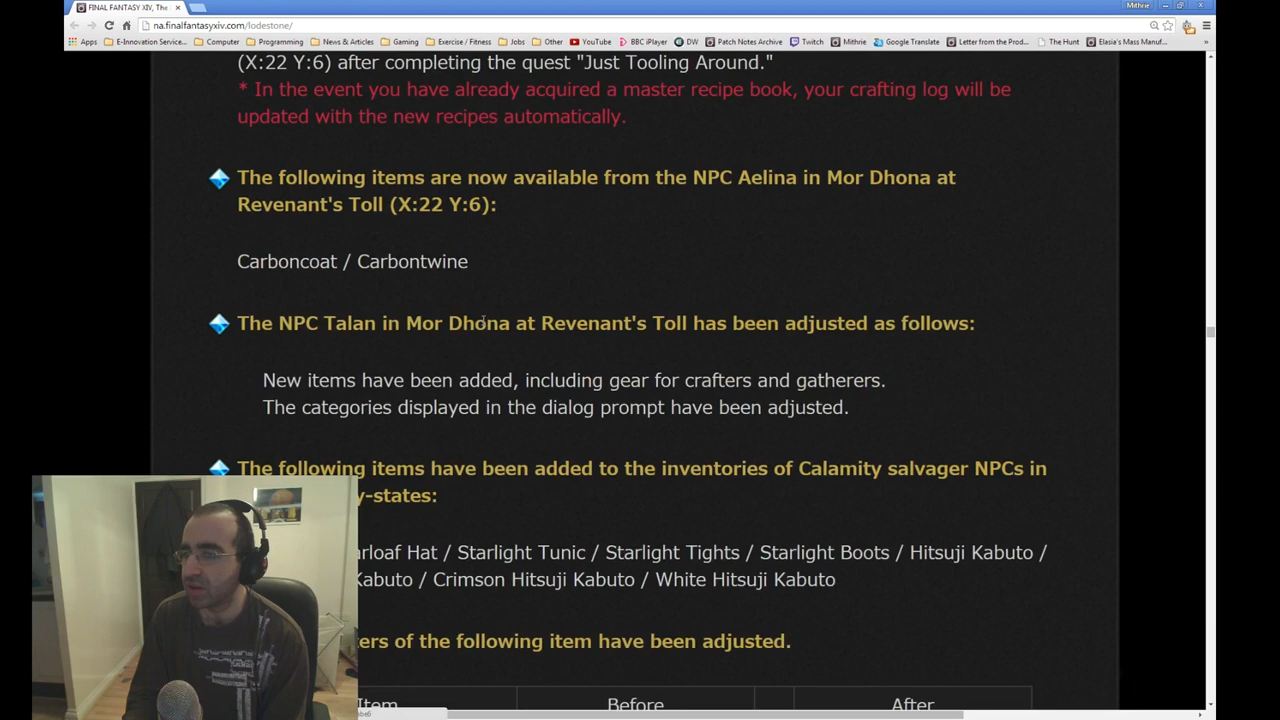 FINAL FANTASY XIV, The
Mithrie
na.finalfantasyxiv.com/lodestone/
Apps E-Innovation Service... Computer Programming News & Articles Gaming Exercise / Fitness Jobs Other YouTube BBC iPlayer DW Patch Notes Archive Twitch Mithrie Google Translate Letter from the Prod... The Hunt Elasia's Mass Manuf...
(X:22 Y:6) after completing the quest "Just Tooling Around."
* In the event you have already acquired a master recipe book, your crafting log will be
updated with the new recipes automatically.
The following items are now available from the NPC Aelina in Mor Dhona at
Revenant's Toll (X:22 Y:6):
Carboncoat / Carbontwine
The NPC Talan in Mor Dhona at Revenant's Toll has been adjusted as follows:
New items have been added, including gear for crafters and gatherers.
The categories displayed in the dialog prompt have been adjusted.
The following items have been added to the inventories of Calamity salvager NPCs in
y-states:
rloaf Hat / Starlight Tunic / Starlight Tights / Starlight Boots / Hitsuji Kabuto /
Kabuto / Crimson Hitsuji Kabuto / White Hitsuji Kabuto
ers of the following item have been adjusted.
Item Before After